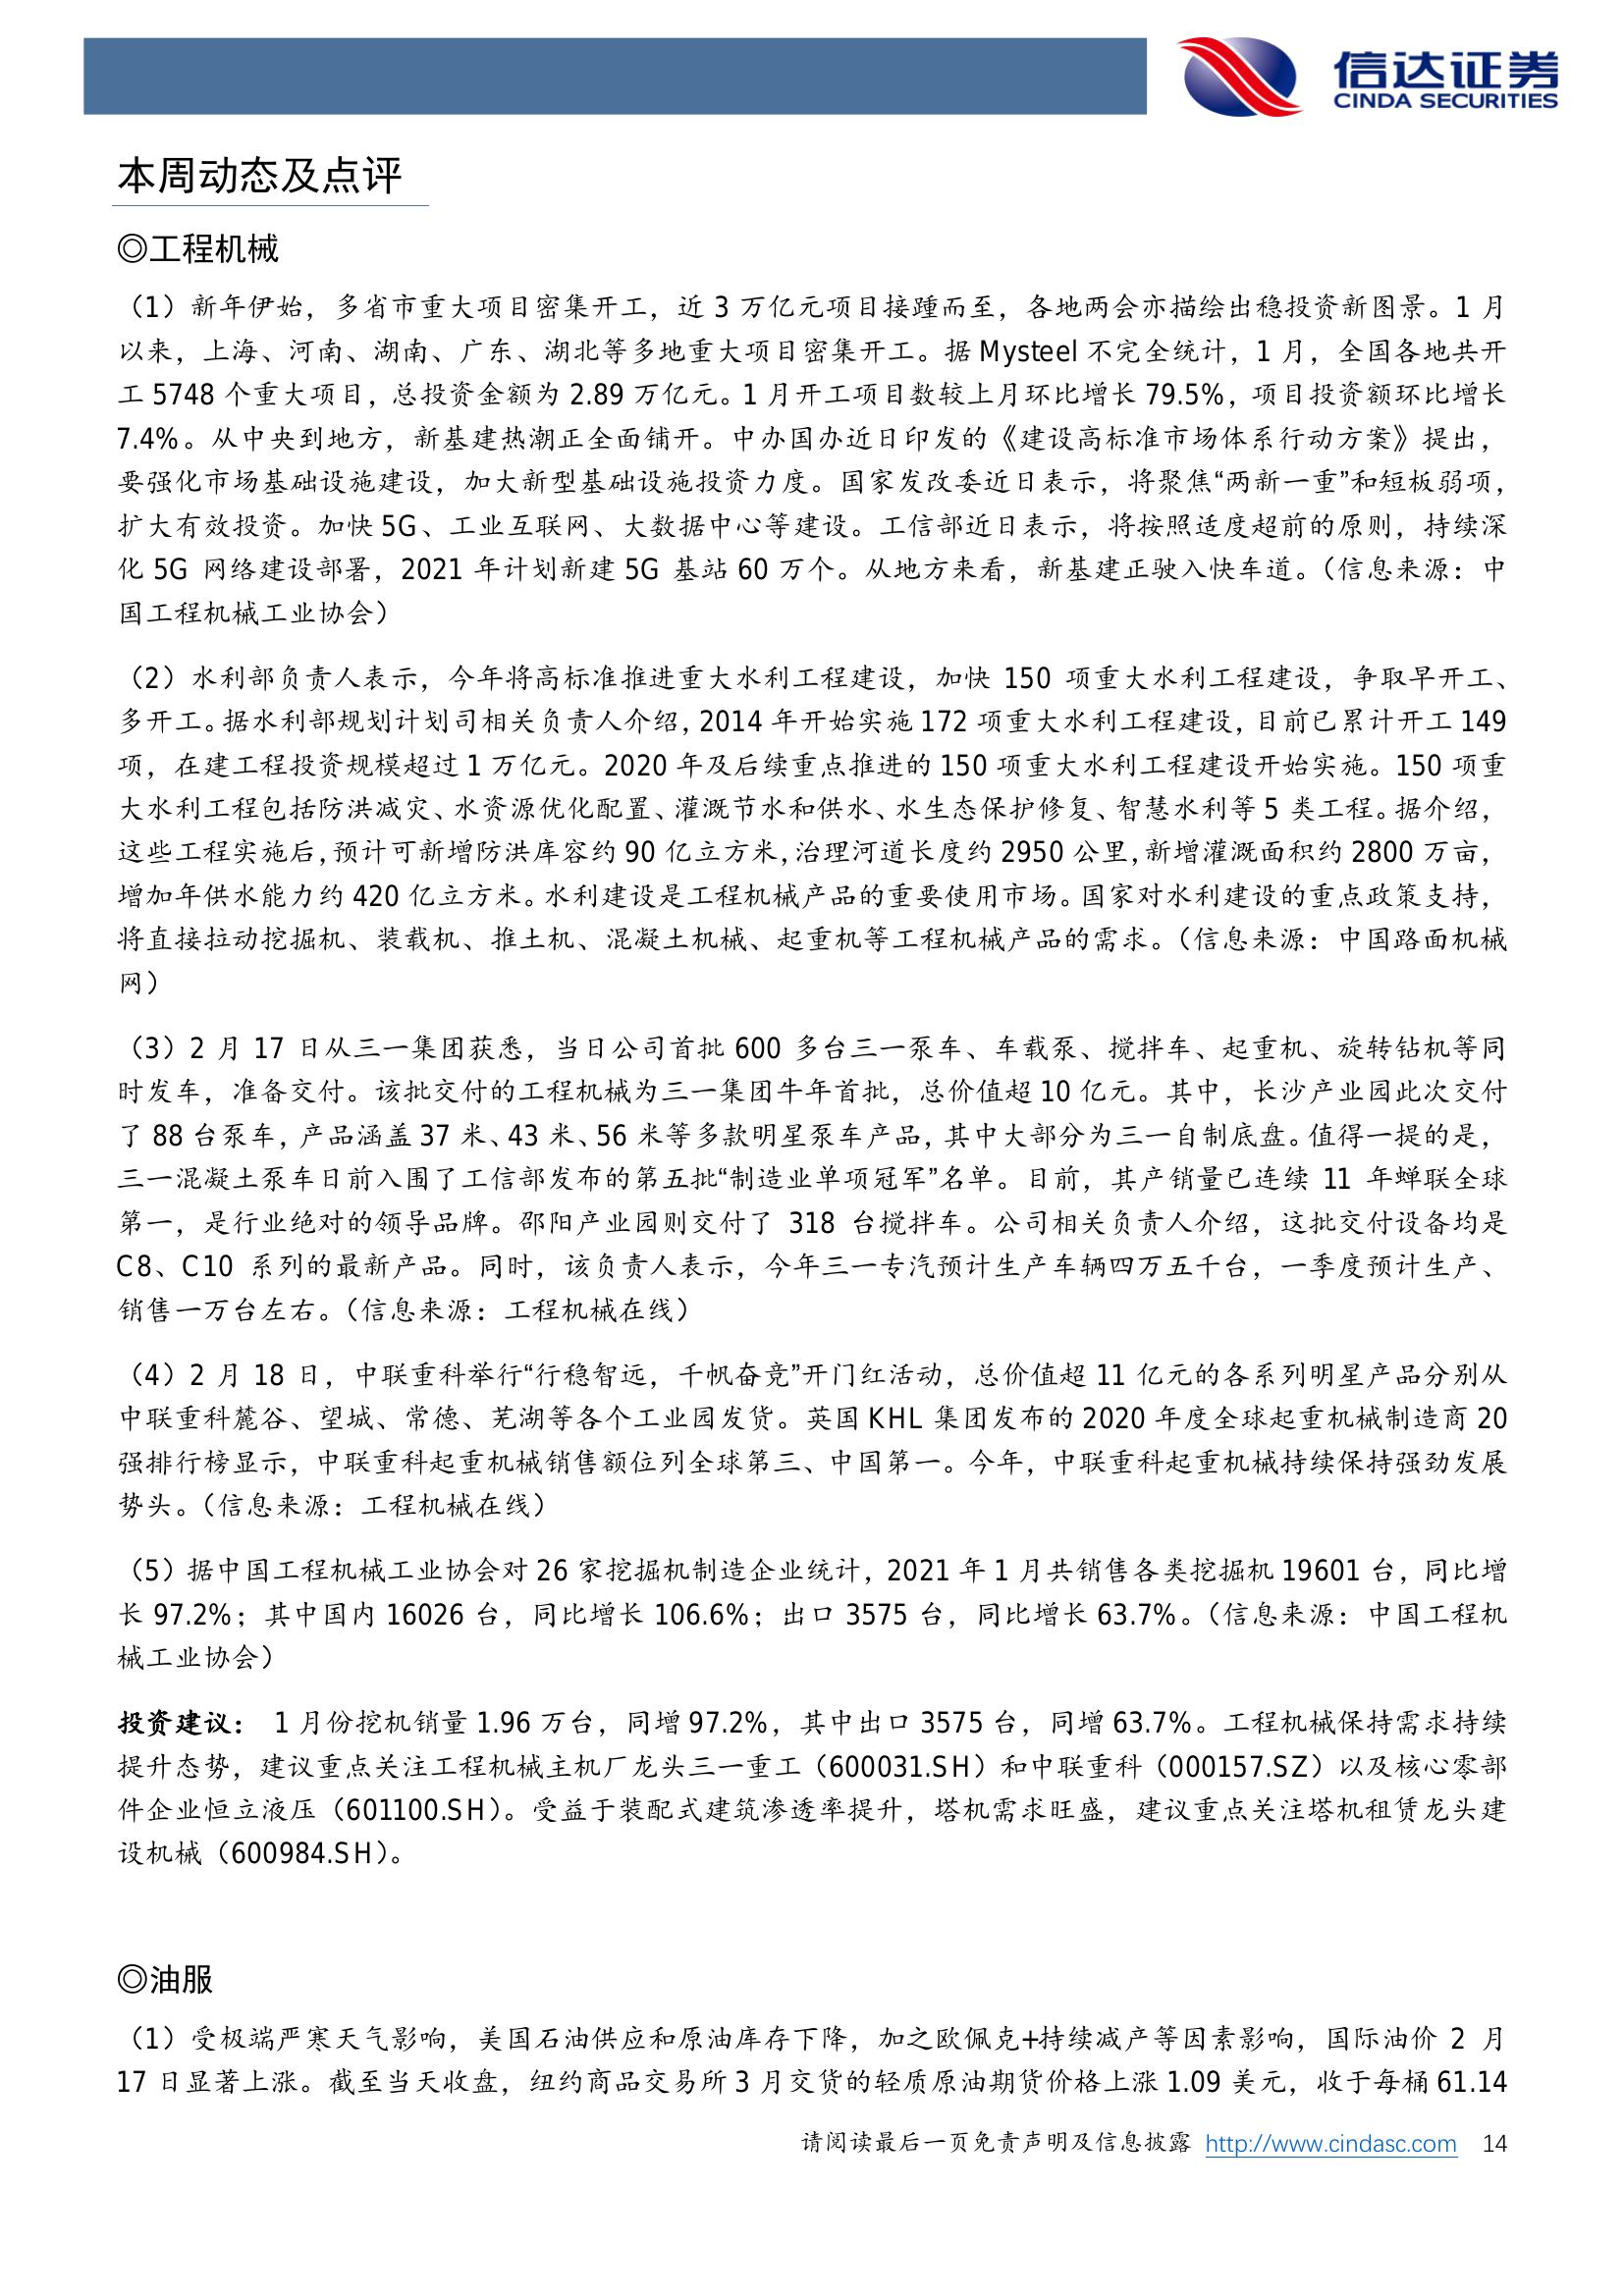 信达证券
CINDA SECURITIES
本周动态及点评
◎工程机械
（1）新年伊始，多省市重大项目密集开工，近 3 万亿元项目接踵而至，各地两会亦描绘出稳投资新图景。1 月
以来，上海、河南、湖南、广东、湖北等多地重大项目密集开工。据 Mysteel 不完全统计，1 月，全国各地共开
工 5748 个重大项目，总投资金额为 2.89 万亿元。1 月开工项目数较上月环比增长 79.5%，项目投资额环比增长
7.4%。从中央到地方，新基建热潮正全面铺开。中办国办近日印发的《建设高标准市场体系行动方案》提出，
要强化市场基础设施建设，加大新型基础设施投资力度。国家发改委近日表示，将聚焦“两新一重”和短板弱项，
扩大有效投资。加快 5G、工业互联网、大数据中心等建设。工信部近日表示，将按照适度超前的原则，持续深
化 5G 网络建设部署，2021 年计划新建 5G 基站 60 万个。从地方来看，新基建正驶入快车道。（信息来源：中
国工程机械工业协会）
（2）水利部负责人表示，今年将高标准推进重大水利工程建设，加快 150 项重大水利工程建设，争取早开工、
多开工。据水利部规划计划司相关负责人介绍，2014 年开始实施 172 项重大水利工程建设，目前已累计开工 149
项，在建工程投资规模超过 1 万亿元。2020 年及后续重点推进的 150 项重大水利工程建设开始实施。150 项重
大水利工程包括防洪减灾、水资源优化配置、灌溉节水和供水、水生态保护修复、智慧水利等 5 类工程。据介绍，
这些工程实施后，预计可新增防洪库容约 90 亿立方米，治理河道长度约 2950 公里，新增灌溉面积约 2800 万亩，
增加年供水能力约 420 亿立方米。水利建设是工程机械产品的重要使用市场。国家对水利建设的重点政策支持，
将直接拉动挖掘机、装载机、推土机、混凝土机械、起重机等工程机械产品的需求。（信息来源：中国路面机械
网）
（3）2 月 17 日从三一集团获悉，当日公司首批 600 多台三一泵车、车载泵、搅拌车、起重机、旋转钻机等同
时发车，准备交付。该批交付的工程机械为三一集团牛年首批，总价值超 10 亿元。其中，长沙产业园此次交付
了 88 台泵车，产品涵盖 37 米、43 米、56 米等多款明星泵车产品，其中大部分为三一自制底盘。值得一提的是，
三一混凝土泵车日前入围了工信部发布的第五批“制造业单项冠军”名单。目前，其产销量已连续 11 年蝉联全球
第一，是行业绝对的领导品牌。邵阳产业园则交付了 318 台搅拌车。公司相关负责人介绍，这批交付设备均是
C8、C10 系列的最新产品。同时，该负责人表示，今年三一专汽预计生产车辆四万五千台，一季度预计生产、
销售一万台左右。（信息来源：工程机械在线）
（4）2 月 18 日，中联重科举行“行稳智远，千帆奋竞”开门红活动，总价值超 11 亿元的各系列明星产品分别从
中联重科麓谷、望城、常德、芜湖等各个工业园发货。英国 KHL 集团发布的 2020 年度全球起重机械制造商 20
强排行榜显示，中联重科起重机械销售额位列全球第三、中国第一。今年，中联重科起重机械持续保持强劲发展
势头。（信息来源：工程机械在线）
（5）据中国工程机械工业协会对 26 家挖掘机制造企业统计，2021 年 1 月共销售各类挖掘机 19601 台，同比增
长 97.2%；其中国内 16026 台，同比增长 106.6%；出口 3575 台，同比增长 63.7%。（信息来源：中国工程机
械工业协会）
投资建议： 1 月份挖机销量 1.96 万台，同增 97.2%，其中出口 3575 台，同增 63.7%。工程机械保持需求持续
提升态势，建议重点关注工程机械主机厂龙头三一重工（600031.SH）和中联重科（000157.SZ）以及核心零部
件企业恒立液压（601100.SH）。受益于装配式建筑渗透率提升，塔机需求旺盛，建议重点关注塔机租赁龙头建
设机械（600984.SH）。
◎油服
（1）受极端严寒天气影响，美国石油供应和原油库存下降，加之欧佩克+持续减产等因素影响，国际油价 2 月
17 日显著上涨。截至当天收盘，纽约商品交易所 3 月交货的轻质原油期货价格上涨 1.09 美元，收于每桶 61.14
请阅读最后一页免责声明及信息披露 http://www.cindasc.com 14